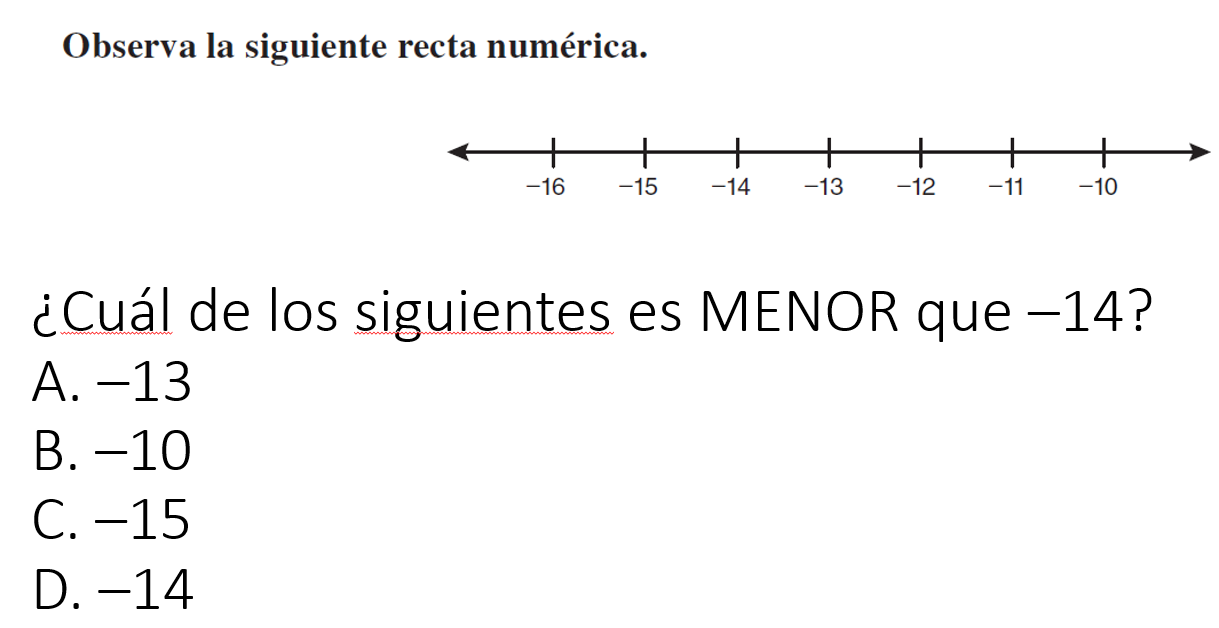 Observa la siguiente recta numérica.
–16 –15 –14 –13 –12 –11 –10
¿Cuál de los siguientes es MENOR que –14?
A. –13
B. –10
C. –15
D. –14